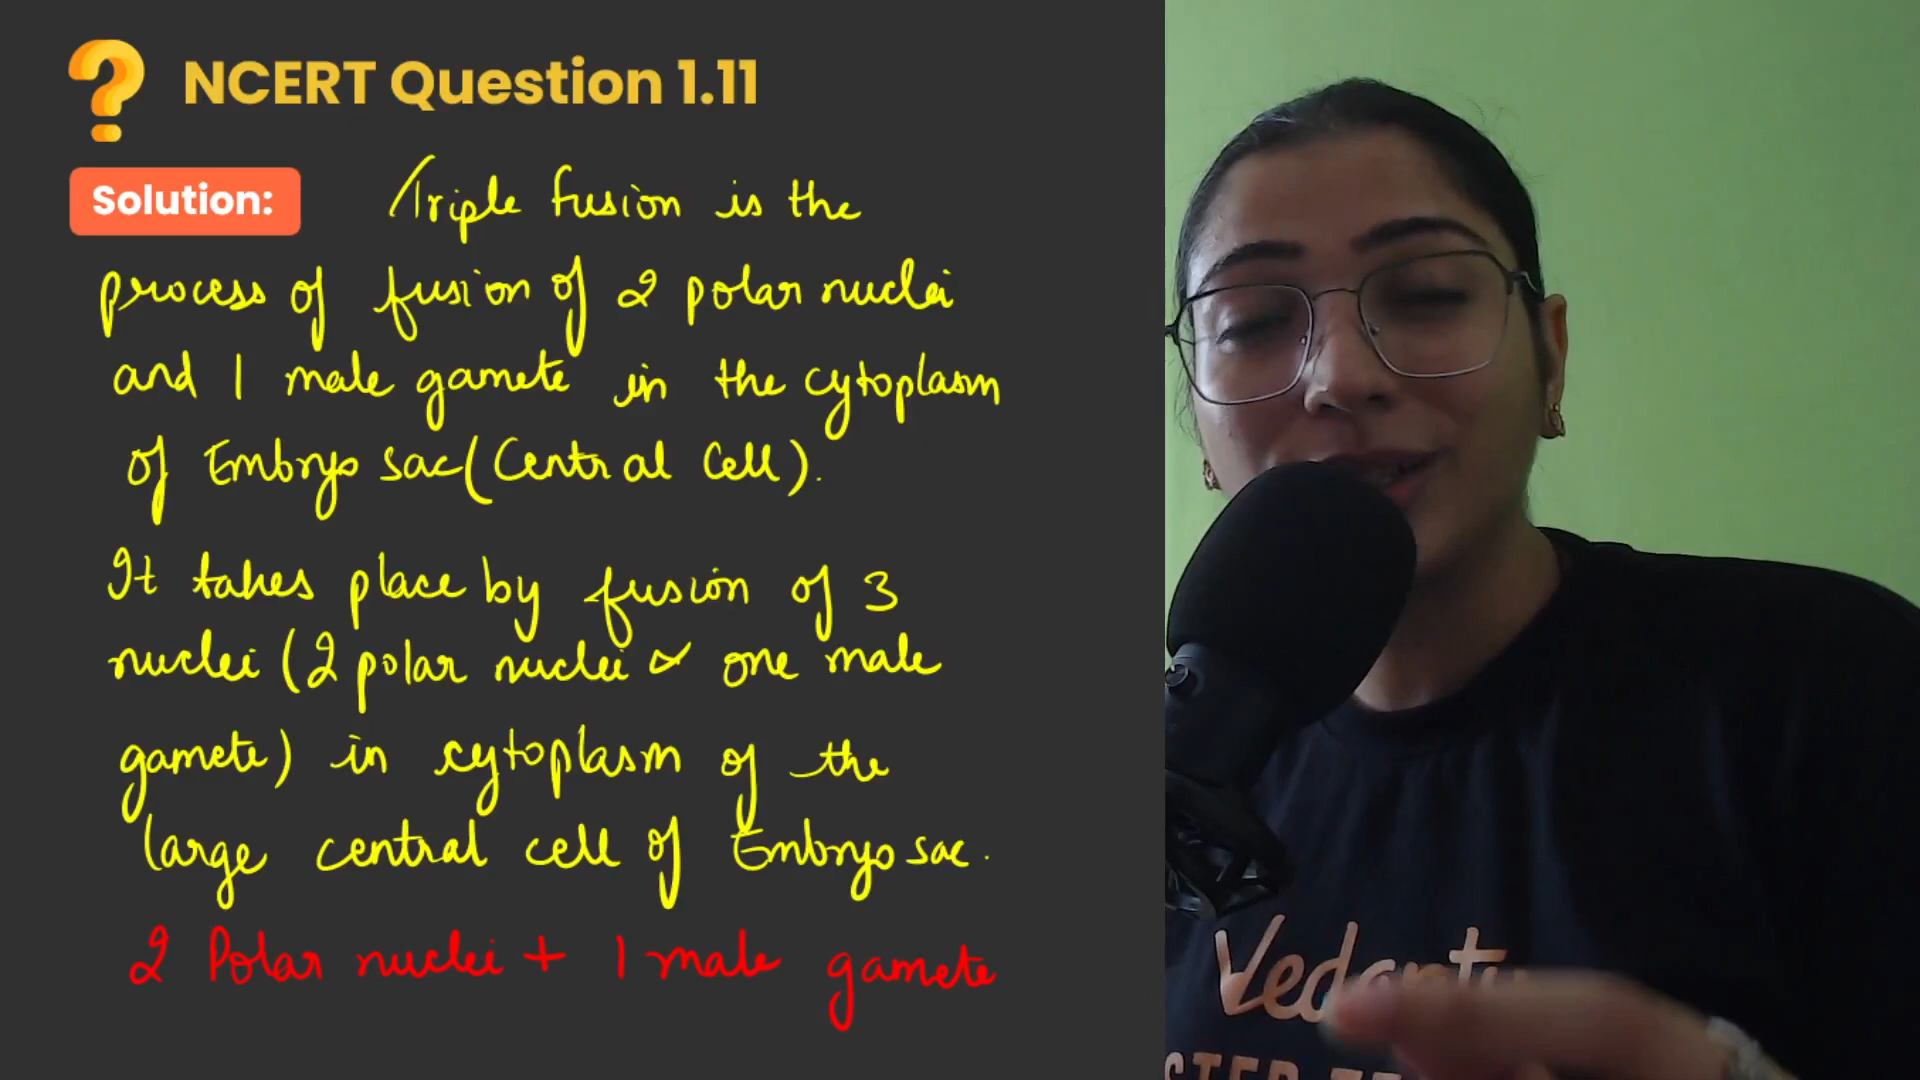 NCERT Question 1.11
Solution:
Triple fusion is the
process of fusion of 2 polar nuclei
and 1 male gamete in the cytoplasm
of Embryo sac (Central Cell).
It takes place by fusion of 3
nuclei (2 polar nuclei & one male
gamete) in cytoplasm of the
large central cell of Embryo sac.
2 Polar nuclei + 1 male gamete
Vedantu